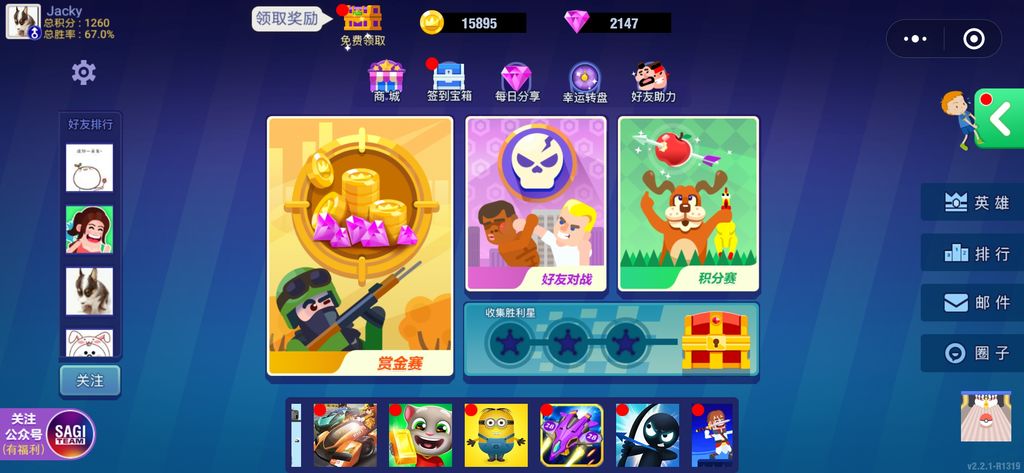 Jacky
总积分：1260
总胜率：67.0%
领取奖励
免费领取
15895
2147
商城
签到宝箱
每日分享
幸运转盘
好友助力
好友排行
关注
关注
公众号
(有福利)
SAGI
TEAM
赏金赛
好友对战
积分赛
收集胜利星
英雄
排行
邮件
圈子
28
28
v2.2.1-R1319